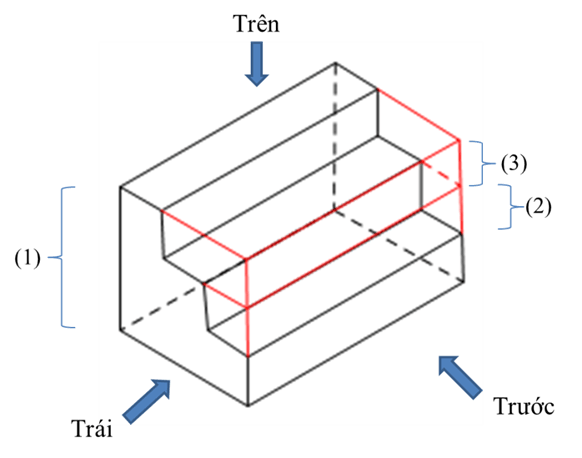 Trên
(3)
(2)
(1)
Trước
Trái